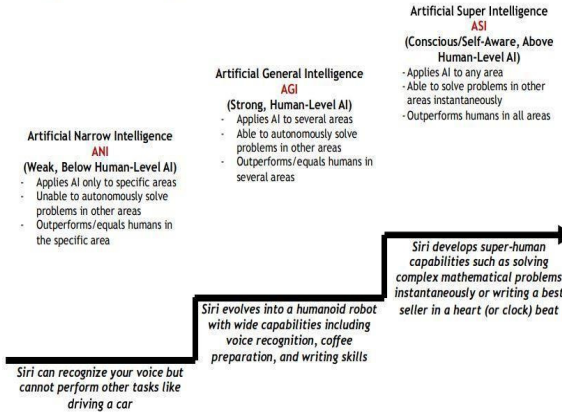 Artificial Super Intelligence
ASI
(Conscious/Self-Aware, Above
Human-Level AI)
- Applies AI to any area
- Able to solve problems in other
areas instantaneously
- Outperforms humans in all areas
Artificial General Intelligence
AGI
(Strong, Human-Level AI)
- Applies AI to several areas
- Able to autonomously solve
problems in other areas
- Outperforms/equals humans in
several areas
Artificial Narrow Intelligence
ANI
(Weak, Below Human-Level AI)
- Applies AI only to specific areas
- Unable to autonomously solve
problems in other areas
- Outperforms/equals humans in
the specific area
Siri can recognize your voice but
cannot perform other tasks like
driving a car
Siri evolves into a humanoid robot
with wide capabilities including
voice recognition, coffee
preparation, and writing skills
Siri develops super-human
capabilities such as solving
complex mathematical problems
instantaneously or writing a best
seller in a heart (or clock) beat